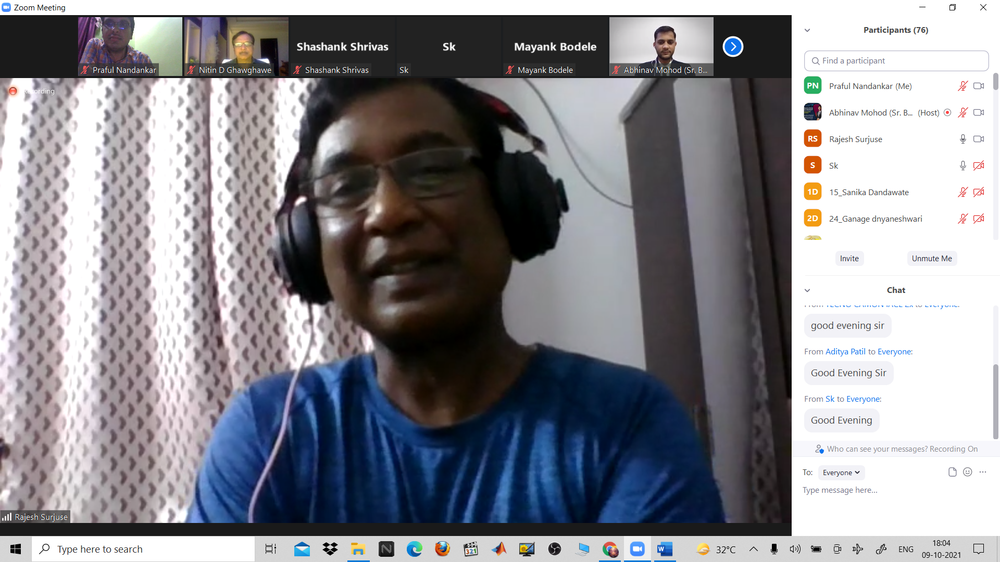 Zoom Meeting
Praful Nandankar
Nitin D Ghawghawe
Shashank Shrivas
Shashank Shrivas
Sk
Sk
Mayank Bodele
Mayank Bodele
Abhinav Mohod (Sr. B...
Recording
Rajesh Surjuse
Participants (76)
Find a participant
PN Praful Nandankar (Me)
Abhinav Mohod (Sr. B... (Host)
RS Rajesh Surjuse
S Sk
1D 15_Sanika Dandawate
2D 24_Ganage dnyaneshwari
Invite Unmute Me
Chat
good evening sir
From Aditya Patil to Everyone:
Good Evening Sir
From Sk to Everyone:
Good Evening
Who can see your messages? Recording On
To: Everyone
Type message here...
Type here to search
N
321
W
32°C
ENG
18:04
09-10-2021